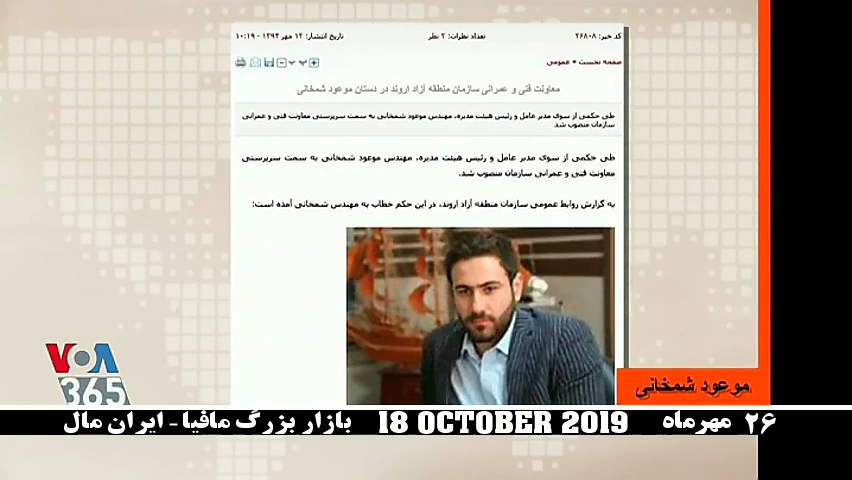 کد خبر: ۲۶۸۰۸ تعداد نظرات: ۲ نظر تاریخ انتشار: ۱۲ مهر ۱۳۹۴ - ۱۰:۱۹
صفحه نخست » عمومی
معاونت فنی و عمرانی سازمان منطقه آزاد اروند در دستان موعود شمخانی
طی حکمی از سوی مدیر عامل و رئیس هیئت مدیره، مهندس موعود شمخانی به سمت سرپرستی معاونت فنی و عمرانی
سازمان منصوب شد
طی حکمی از سوی مدیر عامل و رئیس هیئت مدیره، مهندس موعود شمخانی به سمت سرپرستی
معاونت فنی و عمرانی سازمان منصوب شد.
به گزارش روابط عمومی سازمان منطقه آزاد اروند، در این حکم خطاب به مهندس شمخانی آمده است:
VOA
365
موعود شمخانی
۲۶ مهرماه 18 OCTOBER 2019 بازار بزرگ مافیا - ایران مال